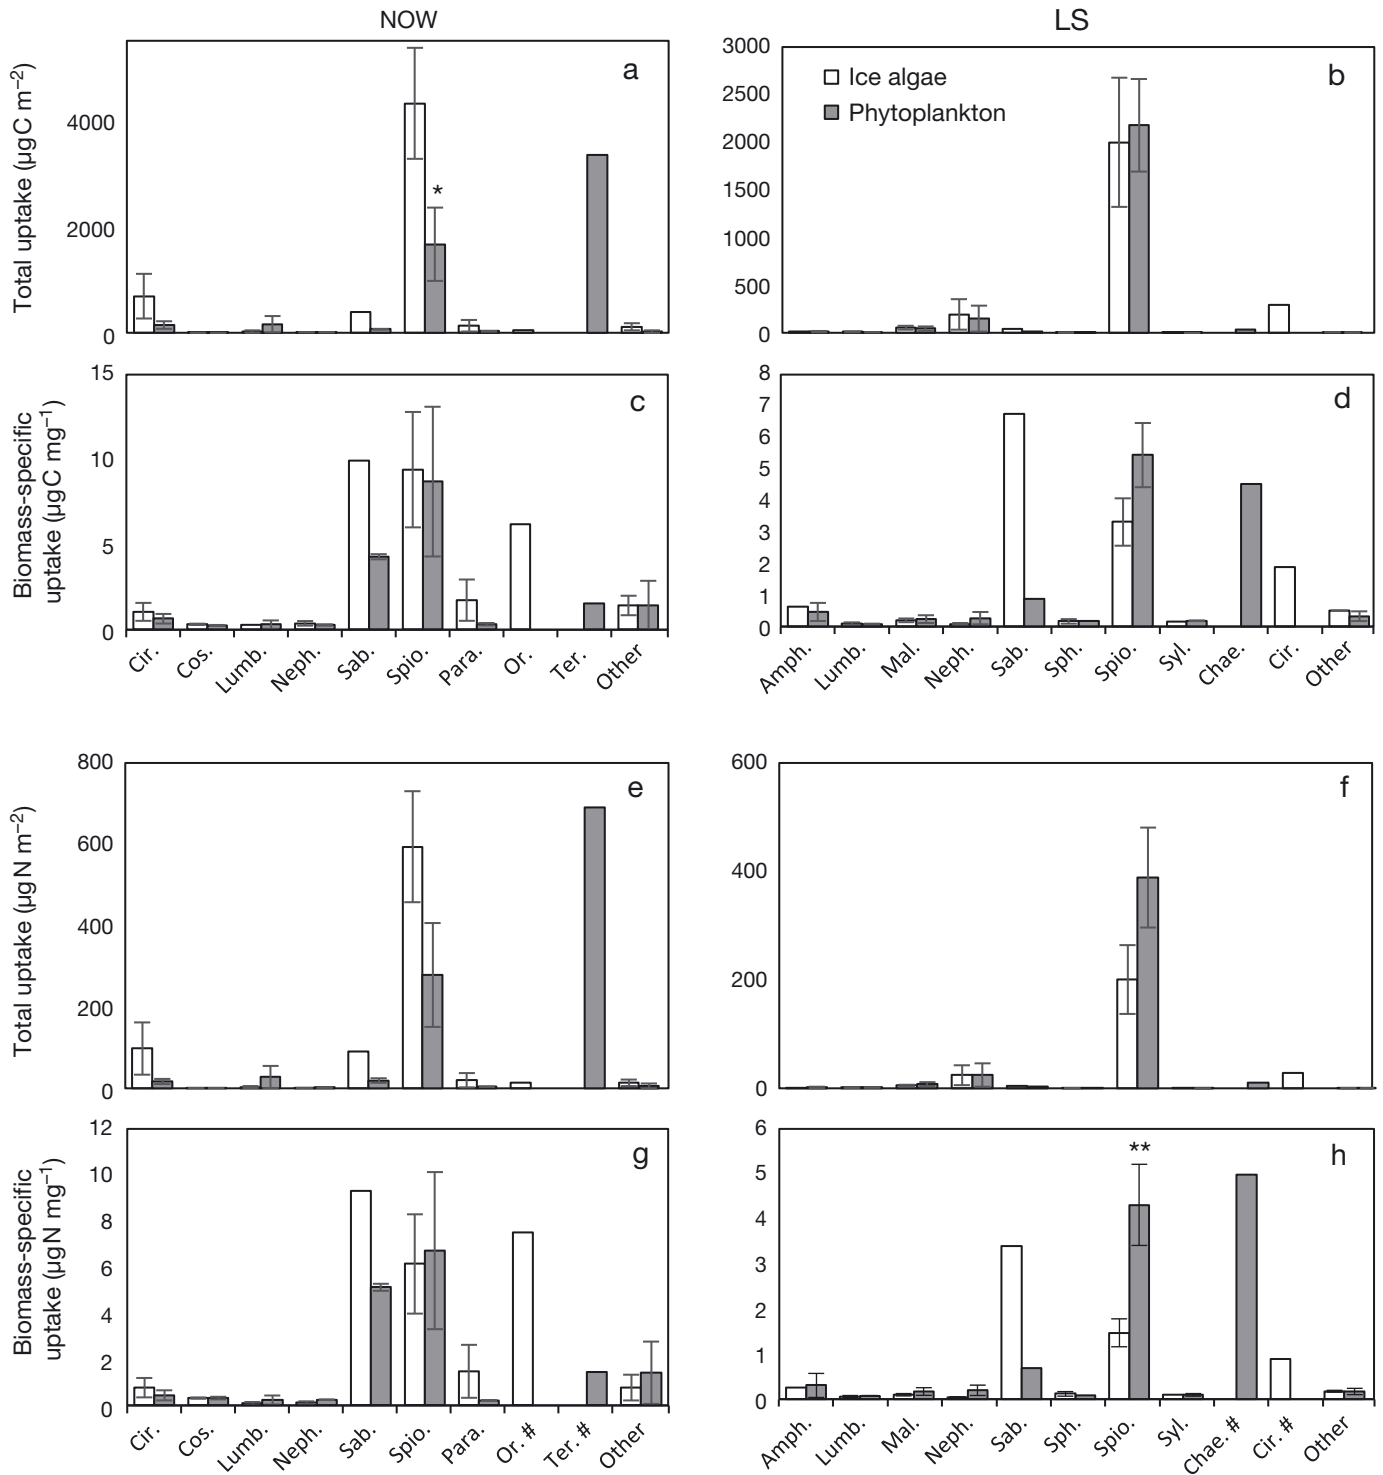 NOW
LS
Total uptake (µgC m⁻²)
4000
2000
0
a
*
3000
2500
2000
1500
1000
500
0
Ice algae
Phytoplankton
b
Biomass-specific
uptake (µgC mg⁻¹)
15
10
5
0
c
Cir.
Cos.
Lumb.
Neph.
Sab.
Spio.
Para.
Or.
Ter.
Other
8
7
6
5
4
3
2
1
0
d
Amph.
Lumb.
Mal.
Neph.
Sab.
Sph.
Spio.
Syl.
Chae.
Cir.
Other
Total uptake (µgN m⁻²)
800
600
400
200
0
e
600
400
200
0
f
Biomass-specific
uptake (µgN mg⁻¹)
12
10
8
6
4
2
0
g
Cir.
Cos.
Lumb.
Neph.
Sab.
Spio.
Para.
Or. #
Ter. #
Other
6
5
4
3
2
1
0
**
h
Amph.
Lumb.
Mal.
Neph.
Sab.
Sph.
Spio.
Syl.
Chae. #
Cir. #
Other